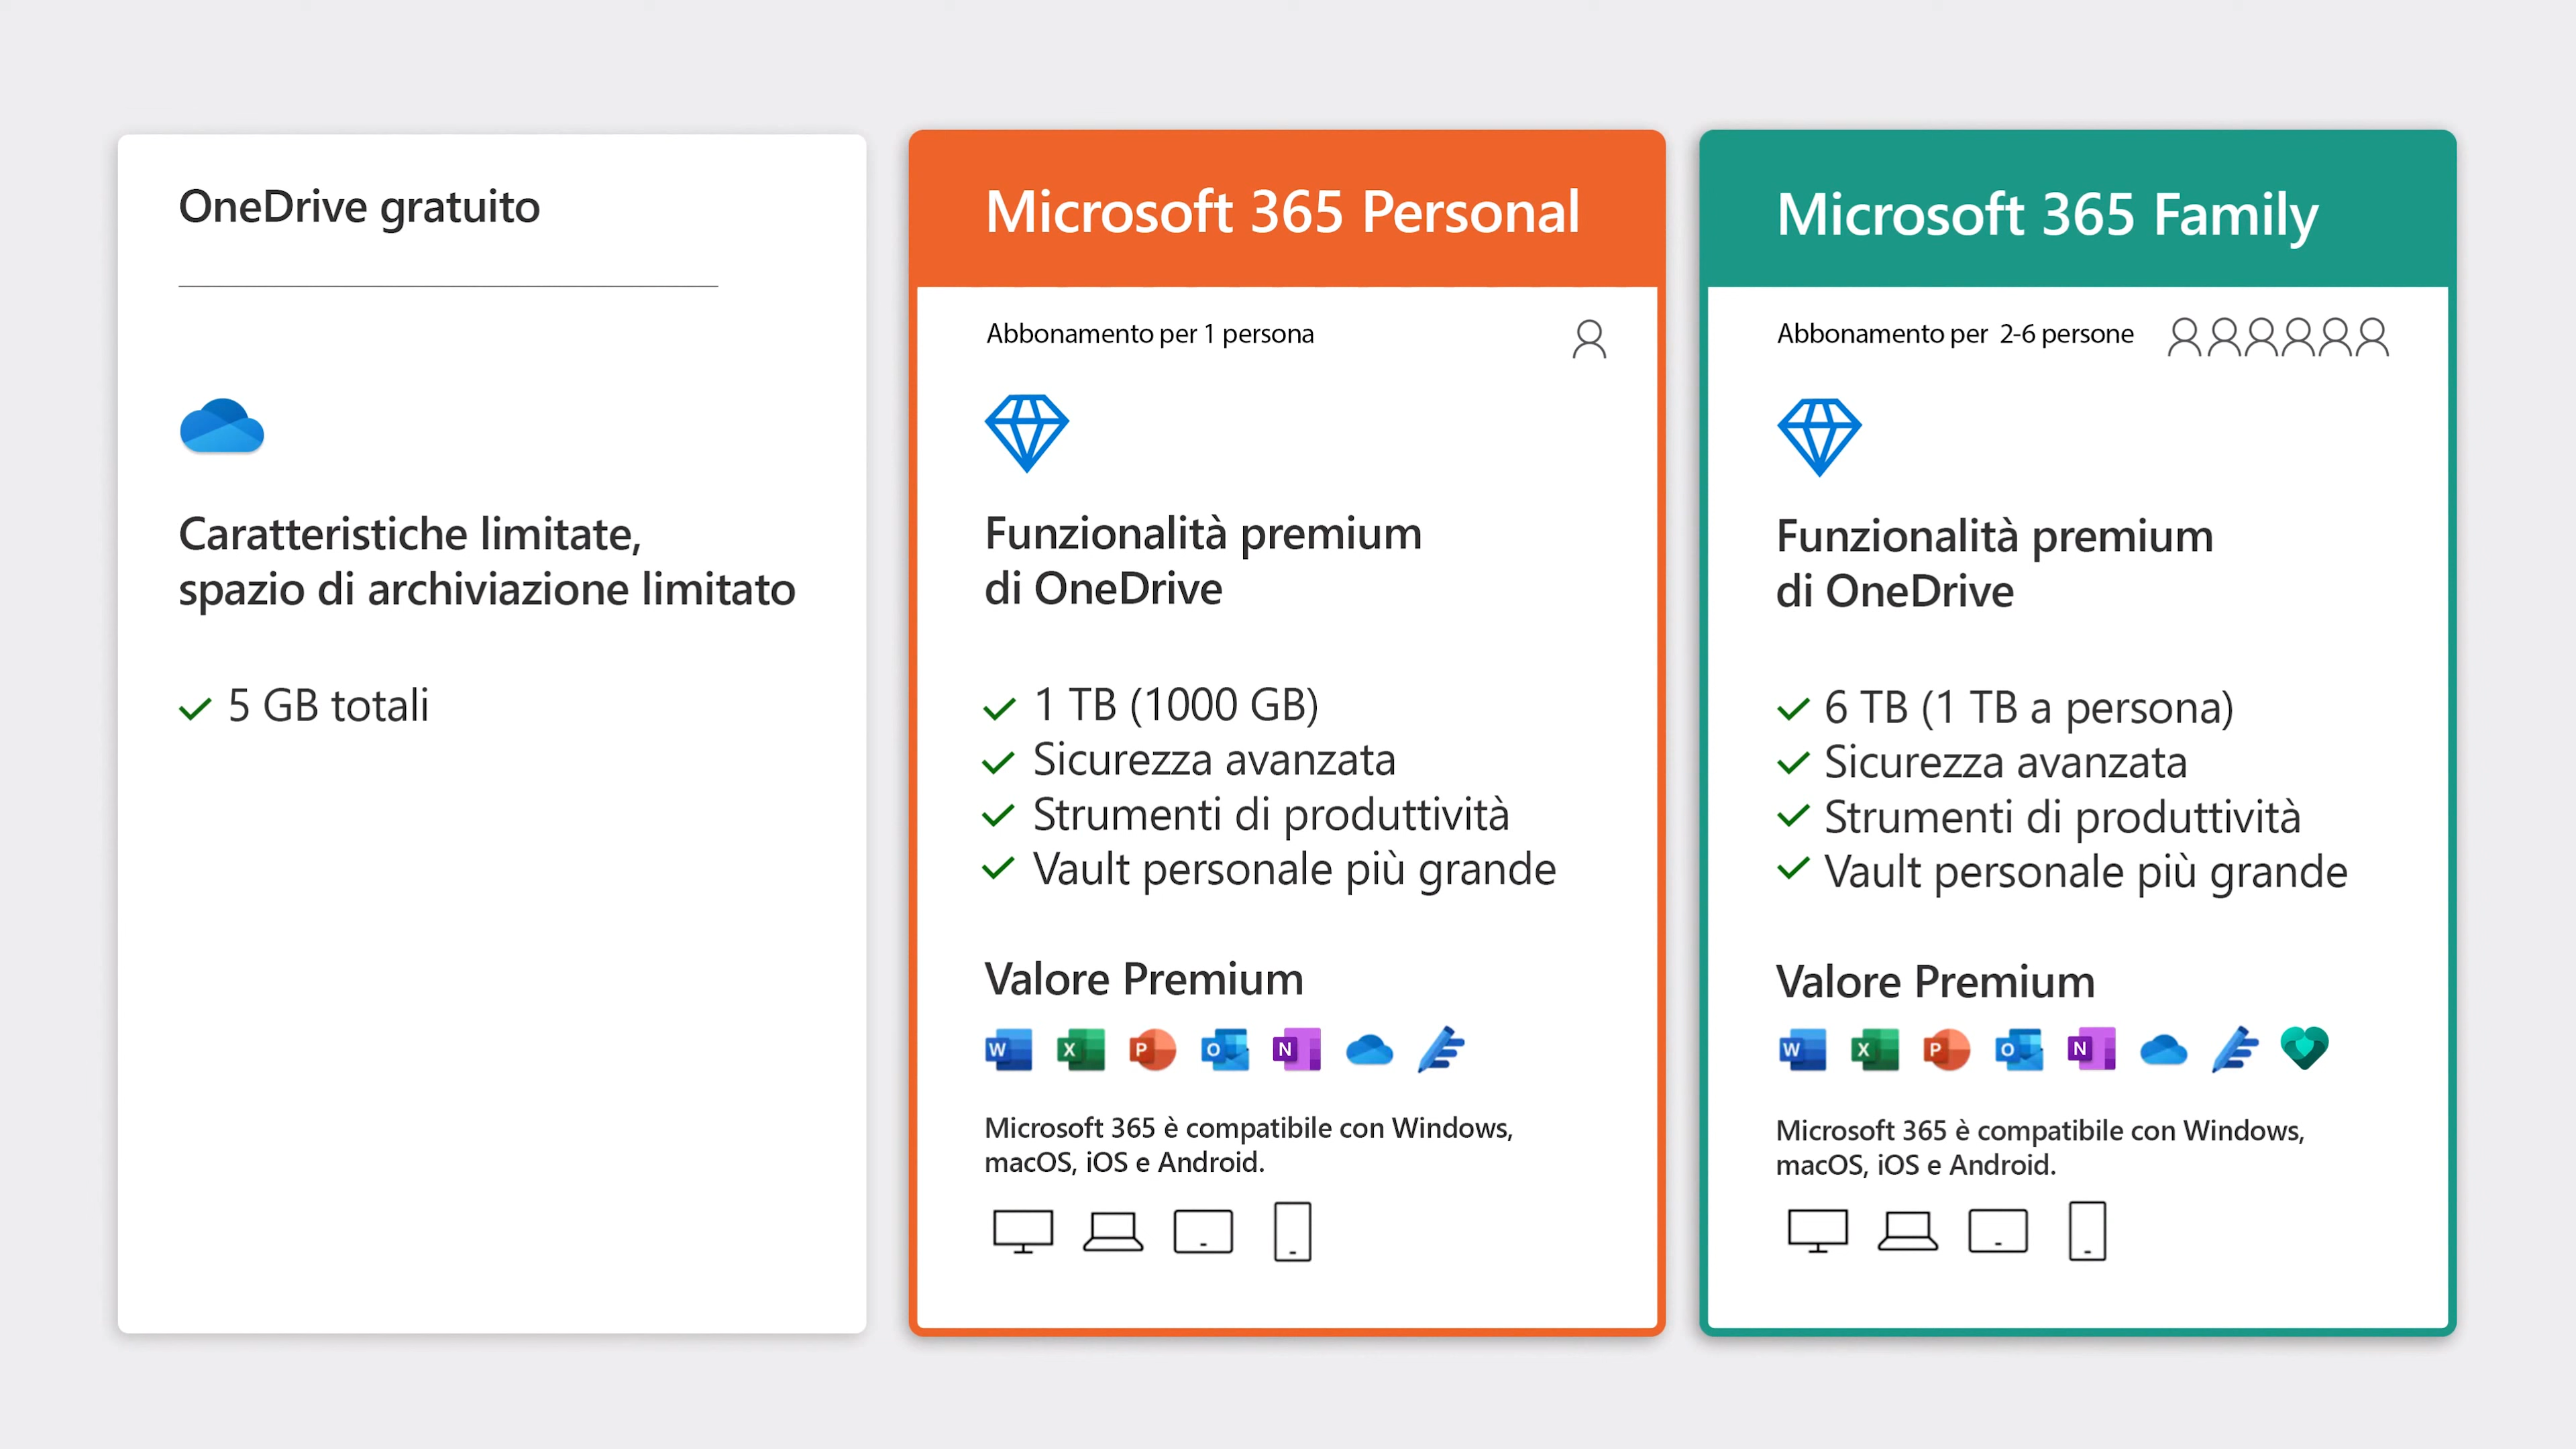 OneDrive gratuito
Caratteristiche limitate,
spazio di archiviazione limitato
5 GB totali
Microsoft 365 Personal
Abbonamento per 1 persona
Funzionalità premium
di OneDrive
1 TB (1000 GB)
Sicurezza avanzata
Strumenti di produttività
Vault personale più grande
Valore Premium
W X P O N
Microsoft 365 è compatibile con Windows,
macOS, iOS e Android.
Microsoft 365 Family
Abbonamento per 2-6 persone
Funzionalità premium
di OneDrive
6 TB (1 TB a persona)
Sicurezza avanzata
Strumenti di produttività
Vault personale più grande
Valore Premium
W X P O N
Microsoft 365 è compatibile con Windows,
macOS, iOS e Android.